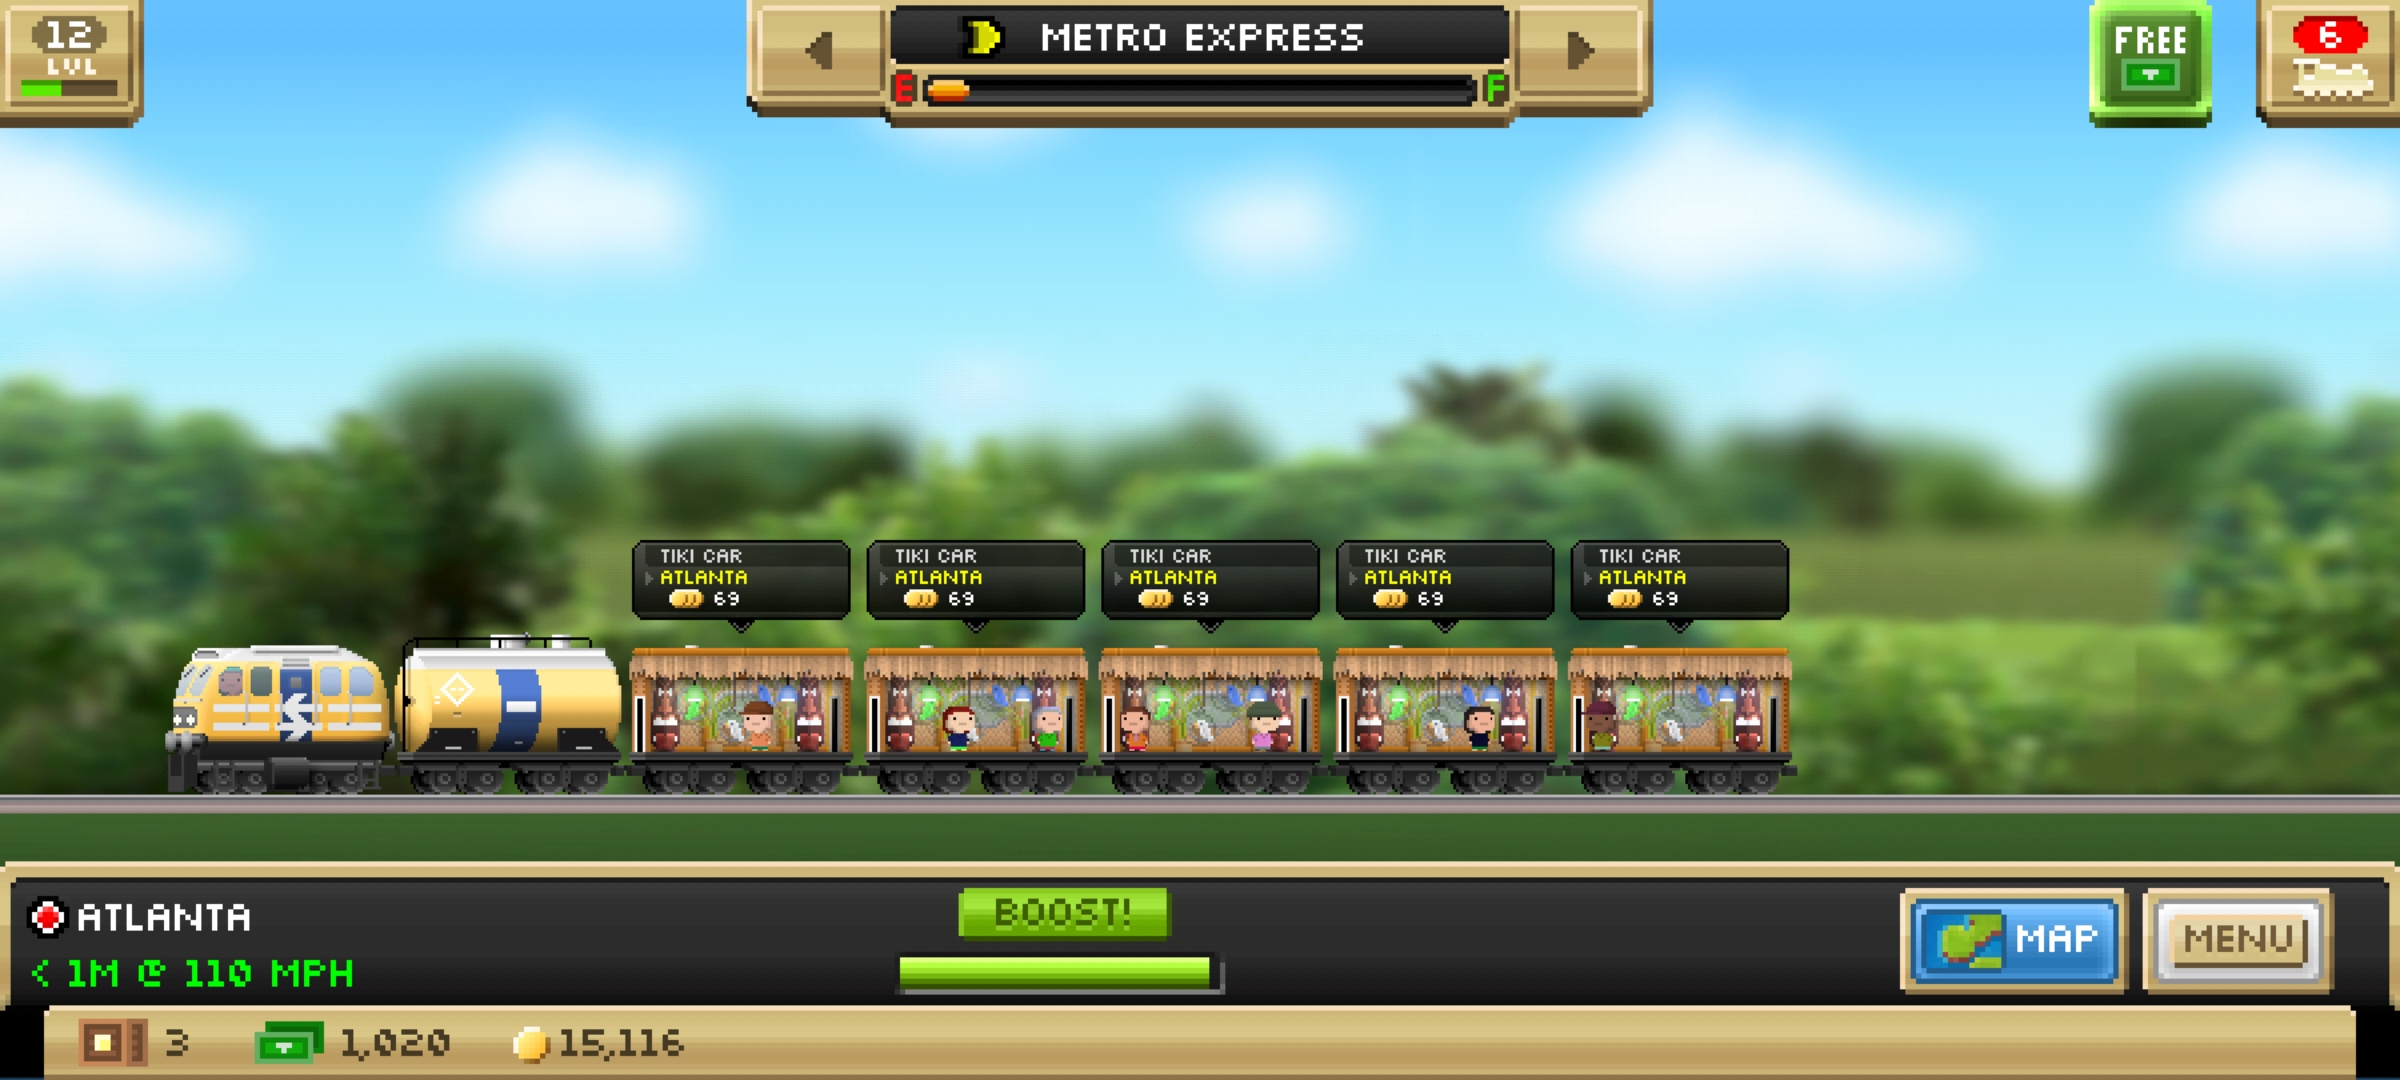 12
LVL
METRO EXPRESS
E
F
FREE
6
TIKI CAR
ATLANTA
69
TIKI CAR
ATLANTA
69
TIKI CAR
ATLANTA
69
TIKI CAR
ATLANTA
69
TIKI CAR
ATLANTA
69
ATLANTA
< 1M @ 110 MPH
BOOST!
MAP
MENU
3
1,020
15,116